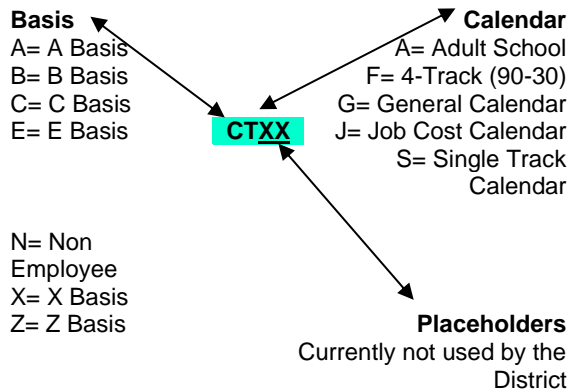 Basis
A= A Basis
B= B Basis
C= C Basis
E= E Basis
N= Non
Employee
X= X Basis
Z= Z Basis
CTXX
Calendar
A= Adult School
F= 4-Track (90-30)
G= General Calendar
J= Job Cost Calendar
S= Single Track
Calendar
Placeholders
Currently not used by the
District